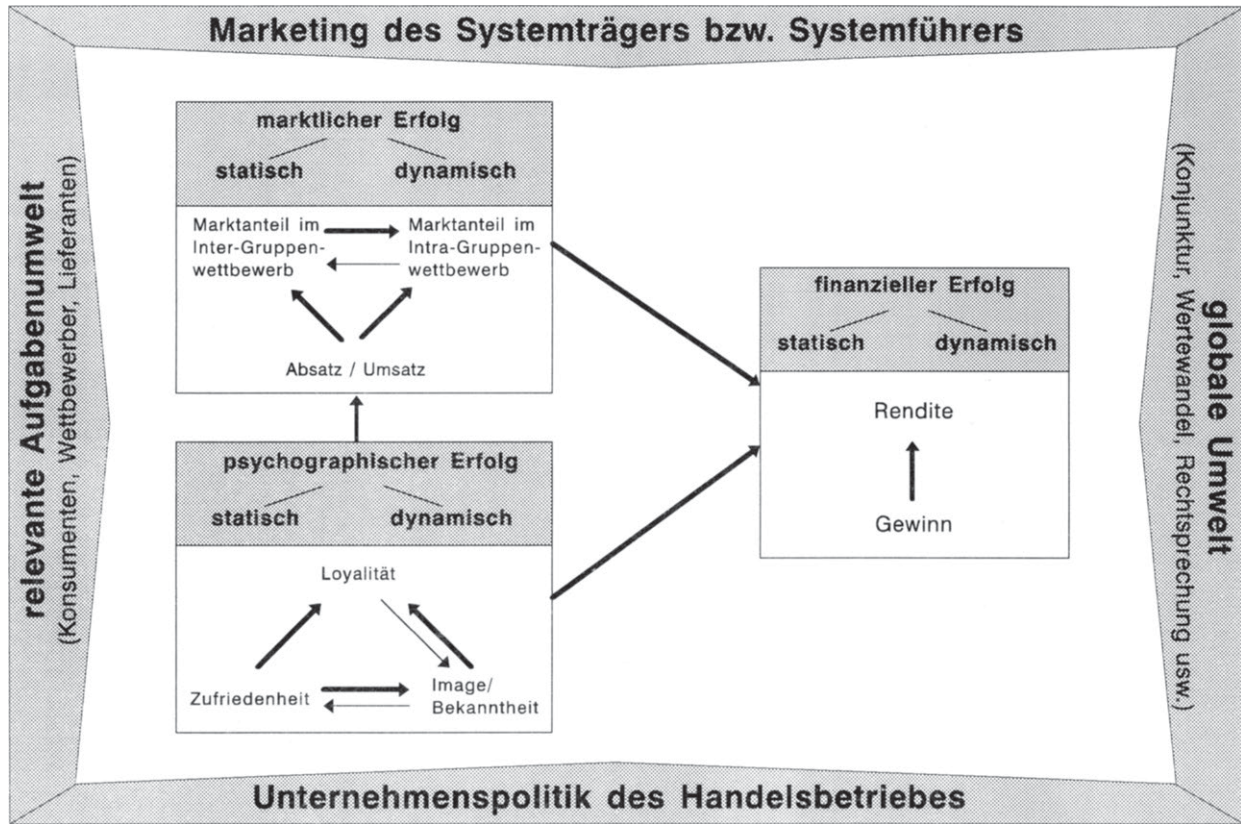 Marketing des Systemträgers bzw. Systemführers
relevante Aufgabenumwelt
(Konsumenten, Wettbewerber, Lieferanten)
marktlicher Erfolg
statisch dynamisch
Marktanteil im
Inter-Gruppen-
wettbewerb
Marktanteil im
Intra-Gruppen-
wettbewerb
Absatz / Umsatz
psychographischer Erfolg
statisch dynamisch
Loyalität
Zufriedenheit
Image/
Bekanntheit
finanzieller Erfolg
statisch dynamisch
Rendite
Gewinn
globale Umwelt
(Konjunktur, Wertewandel, Rechtsprechung usw.)
Unternehmenspolitik des Handelsbetriebes